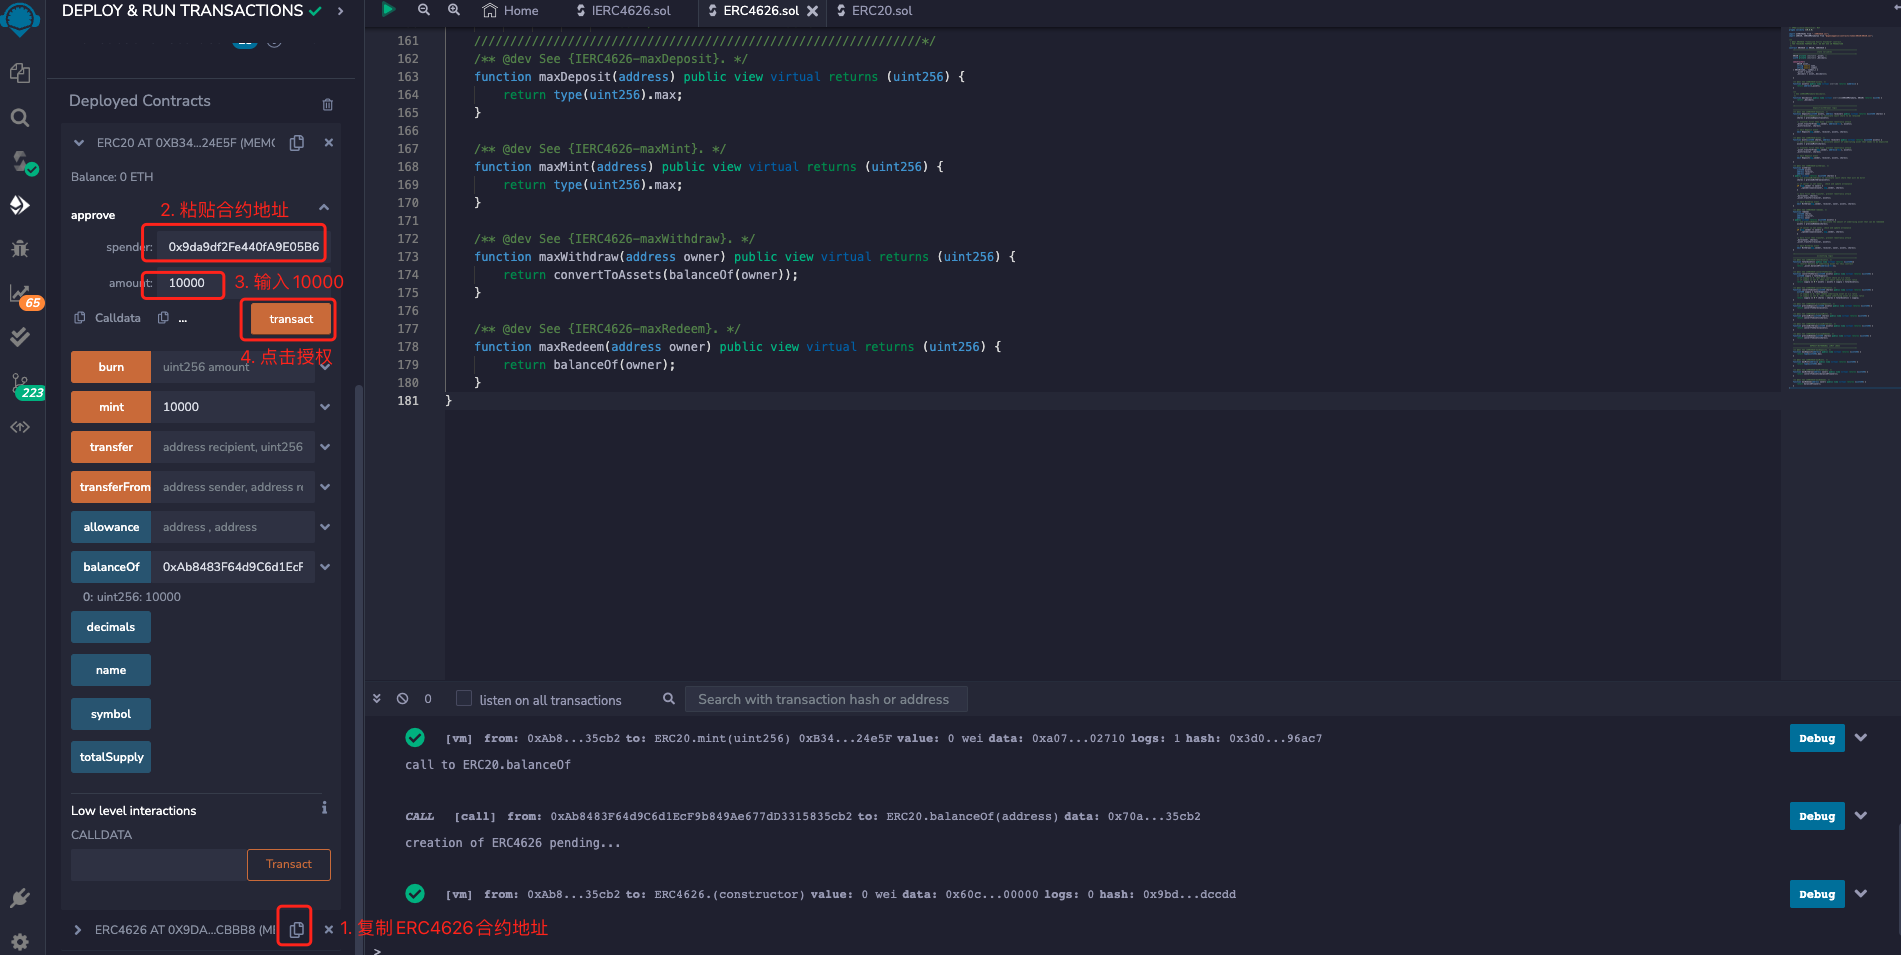 DEPLOY & RUN TRANSACTIONS
Deployed Contracts
ERC20 AT 0XB34...24E5F (MEMO
Balance: 0 ETH
approve
2. 粘贴合约地址
spender:
0x9da9df2Fe440fA9E05B6
amount:
10000
3. 输入 10000
Calldata
...
transact
4. 点击授权
burn
uint256 amount
mint
10000
transfer
address recipient, uint256
transferFrom
address sender, address re
allowance
address , address
balanceOf
0xAb8483F64d9C6d1EcF
0: uint256: 10000
decimals
name
symbol
totalSupply
Low level interactions
i
CALLDATA
Transact
ERC4626 AT 0X9DA...CBBB8 (ME
1. 复制 ERC4626 合约地址
65
223
Home
IERC4626.sol
ERC4626.sol
ERC20.sol
161 //////////////////////////////////////////////////////////////*/
162 /** @dev See {IERC4626-maxDeposit}. */
163 function maxDeposit(address) public view virtual returns (uint256) {
164 return type(uint256).max;
165 }
166
167 /** @dev See {IERC4626-maxMint}. */
168 function maxMint(address) public view virtual returns (uint256) {
169 return type(uint256).max;
170 }
171
172 /** @dev See {IERC4626-maxWithdraw}. */
173 function maxWithdraw(address owner) public view virtual returns (uint256) {
174 return convertToAssets(balanceOf(owner));
175 }
176
177 /** @dev See {IERC4626-maxRedeem}. */
178 function maxRedeem(address owner) public view virtual returns (uint256) {
179 return balanceOf(owner);
180 }
181 }
0
listen on all transactions
Search with transaction hash or address
[vm] from: 0xAb8...35cb2 to: ERC20.mint(uint256) 0xB34...24e5F value: 0 wei data: 0xa07...02710 logs: 1 hash: 0x3d0...96ac7
Debug
call to ERC20.balanceOf
CALL [call] from: 0xAb8483F64d9C6d1EcF9b849Ae677dD3315835cb2 to: ERC20.balanceOf(address) data: 0x70a...35cb2
Debug
creation of ERC4626 pending...
[vm] from: 0xAb8...35cb2 to: ERC4626.(constructor) value: 0 wei data: 0x60c...00000 logs: 0 hash: 0x9bd...dccdd
Debug
>